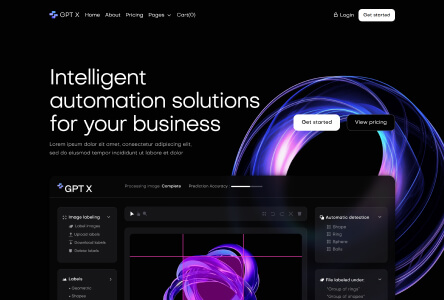 GPT X Home About Pricing Pages Cart(0) Login Get started
Intelligent
automation solutions
for your business
Lorem ipsum dolor sit amet, consectetur adipiscing elit,
sed do eiusmod tempor incididunt ut labore et dolor
Get started View pricing
GPT X
Processing image: Complete Prediction Accuracy
Image labeling
Label images
Upload labels
Download labels
Delete labels
Labels
• Geometric
• Shapes
Automatic detection
Shape
Ring
Sphere
Balls
File labeled under:
"Group of rings"
"Group of shapes"